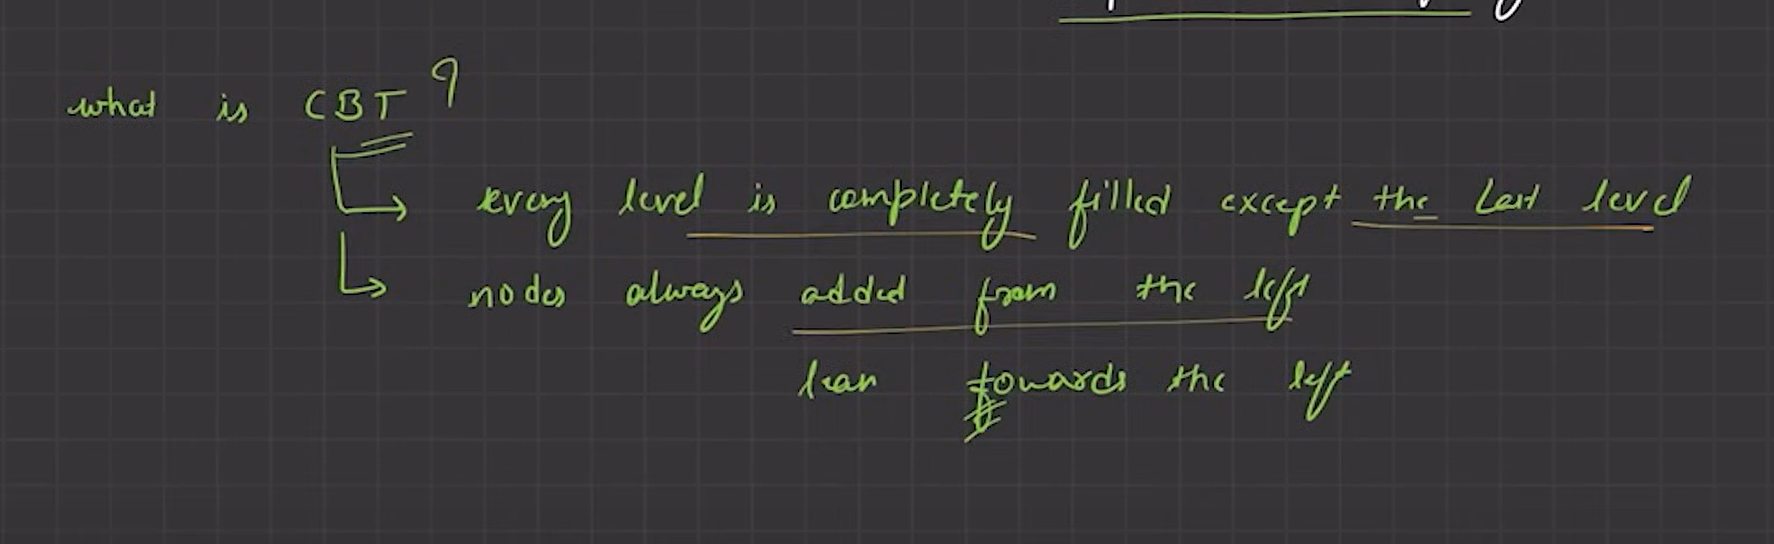 what is CBT ?
every level is completely filled except the Last level
nodes always added from the left
lean towards the left